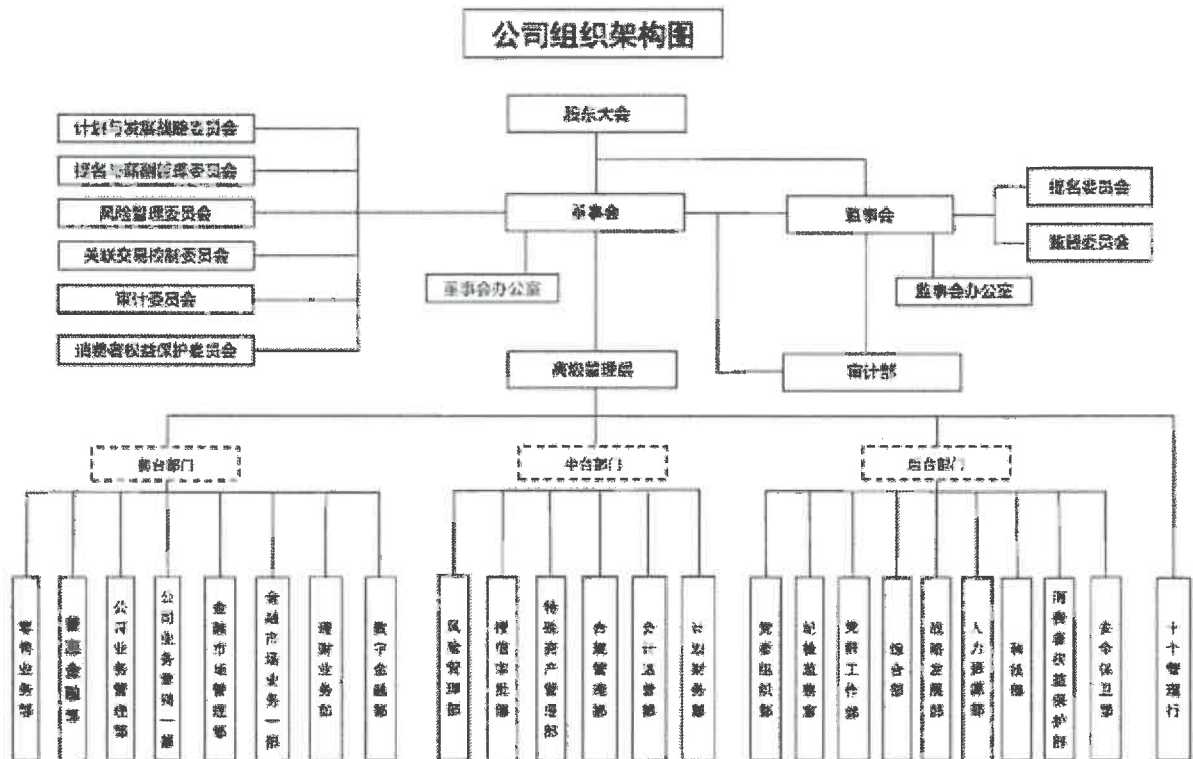 公司组织架构图
股东大会
计划与发展战略委员会
提名与薪酬管理委员会
风险管理委员会
关联交易控制委员会
审计委员会
消费者权益保护委员会
董事会
监事会
提名委员会
监督委员会
董事会办公室
监事会办公室
高级管理层
审计部
前台部门
中台部门
后台部门
零售业务部
普惠金融部
公司业务管理部
公司业务营销一部
金融市场管理部
金融市场业务一部
理财业务部
数字金融部
风险管理部
授信审批部
特殊资产管理部
合规管理部
会计运营部
计划财务部
党委组织部
纪检监察室
党群工作部
综合部
战略发展部
人力资源部
科技部
消费者权益保护部
安全保卫部
十个管理行